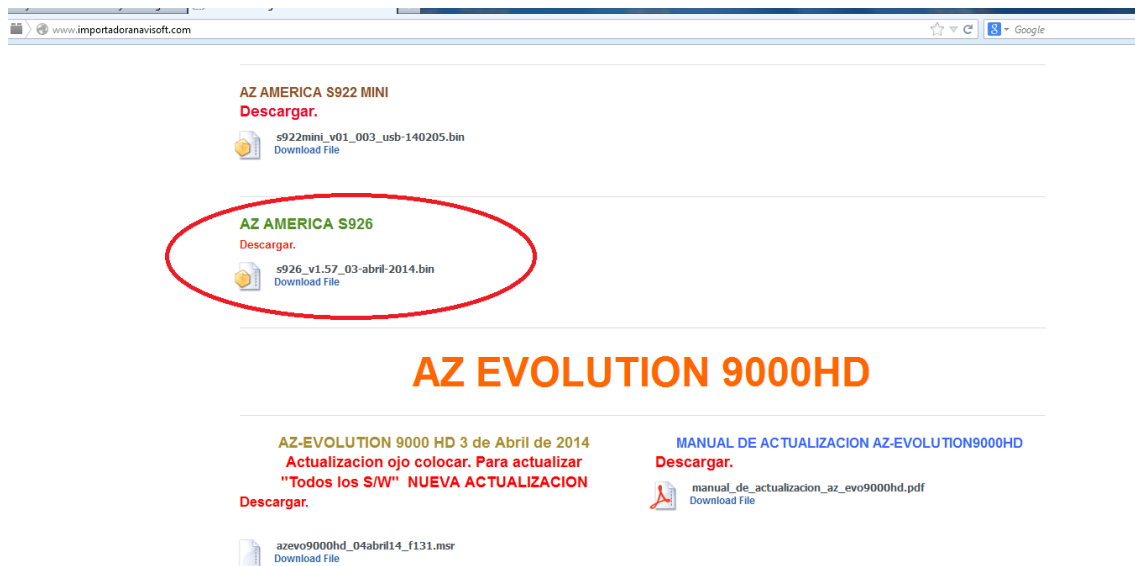 www.importadoranavisoft.com
Google
AZ AMERICA S922 MINI
Descargar.
s922mini_v01_003_usb-140205.bin
Download File
AZ AMERICA S926
Descargar.
s926_v1.57_03-abril-2014.bin
Download File
AZ EVOLUTION 9000HD
AZ-EVOLUTION 9000 HD 3 de Abril de 2014
Actualizacion ojo colocar. Para actualizar
"Todos los S/W" NUEVA ACTUALIZACION
Descargar.
azevo9000hd_04abril14_f131.msr
Download File
MANUAL DE ACTUALIZACION AZ-EVOLUTION9000HD
Descargar.
manual_de_actualizacion_az_evo9000hd.pdf
Download File